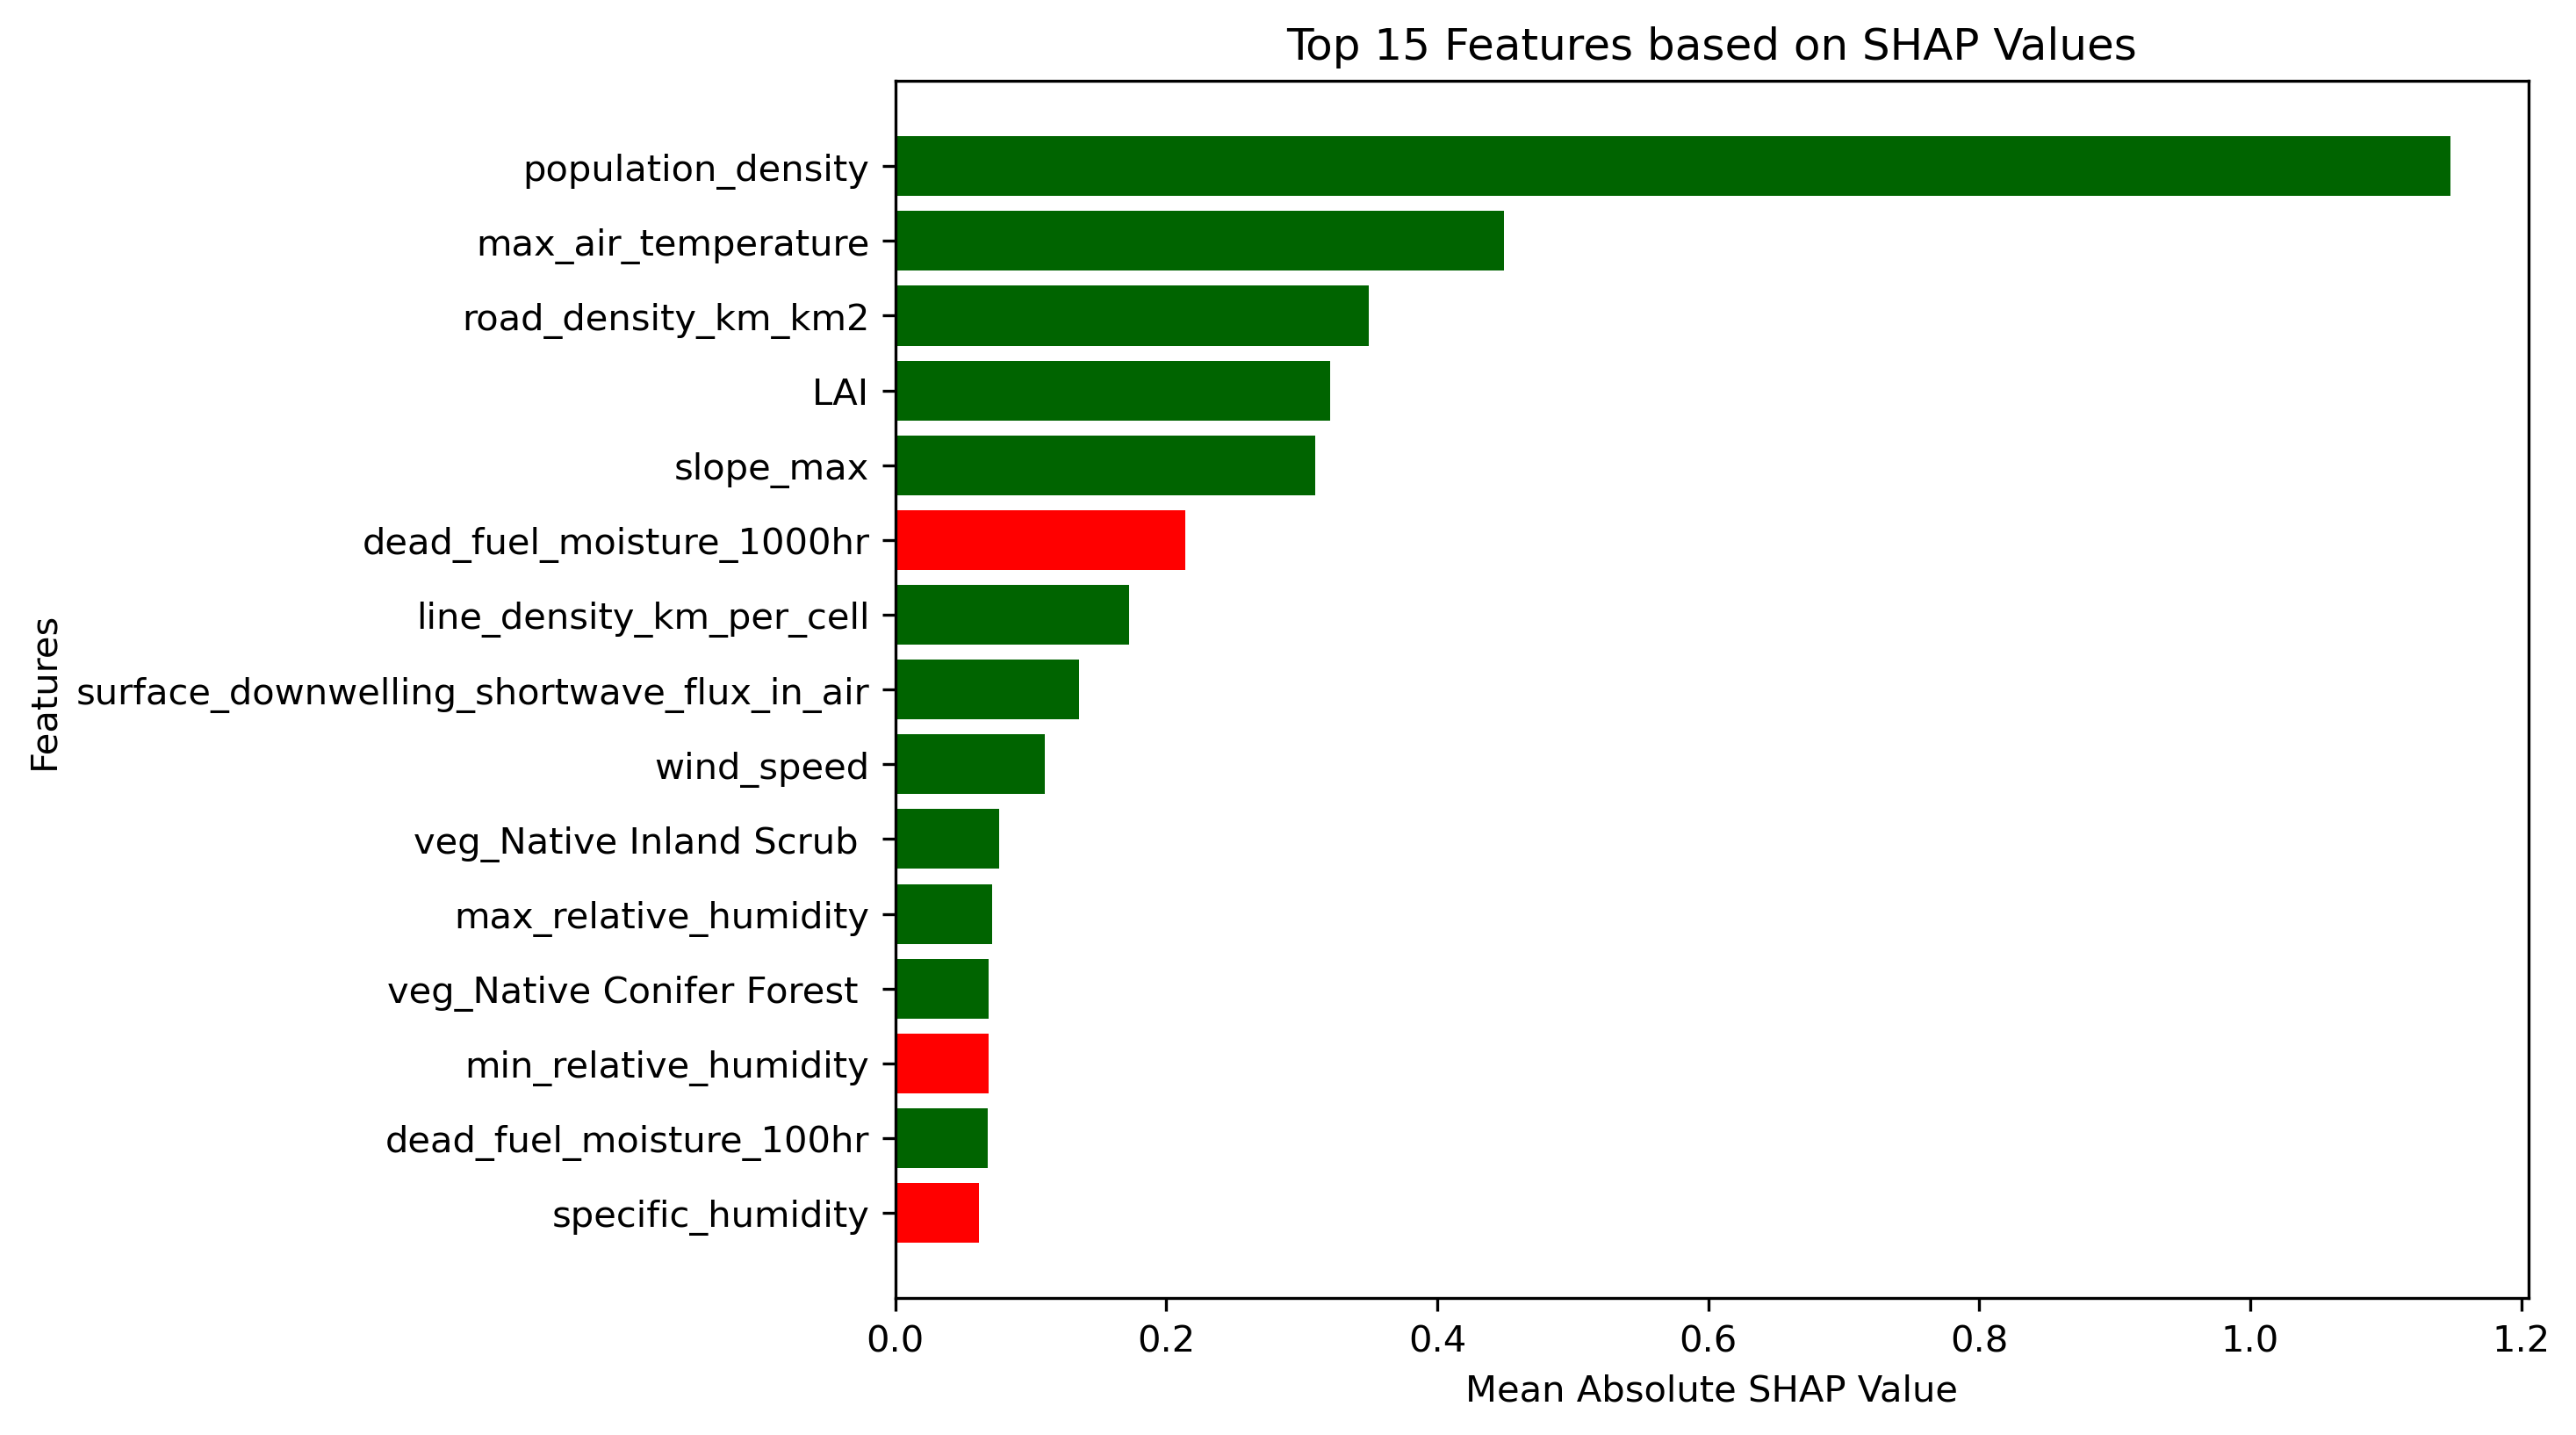 Top 15 Features based on SHAP Values
Features
population_density
max_air_temperature
road_density_km_km2
LAI
slope_max
dead_fuel_moisture_1000hr
line_density_km_per_cell
surface_downwelling_shortwave_flux_in_air
wind_speed
veg_Native Inland Scrub
max_relative_humidity
veg_Native Conifer Forest
min_relative_humidity
dead_fuel_moisture_100hr
specific_humidity
0.0 0.2 0.4 0.6 0.8 1.0 1.2
Mean Absolute SHAP Value